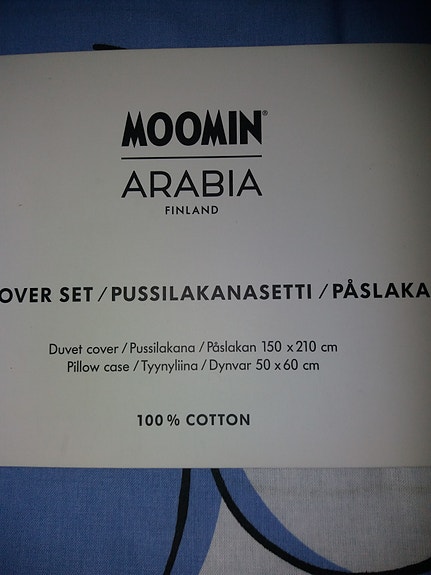 MOOMIN®
ARABIA
FINLAND
OVER SET / PUSSILAKANASETTI / PÅSLAKA
Duvet cover / Pussilakana / Påslakan 150 x 210 cm
Pillow case / Tyynyliina / Dynvar 50 x 60 cm
100 % COTTON